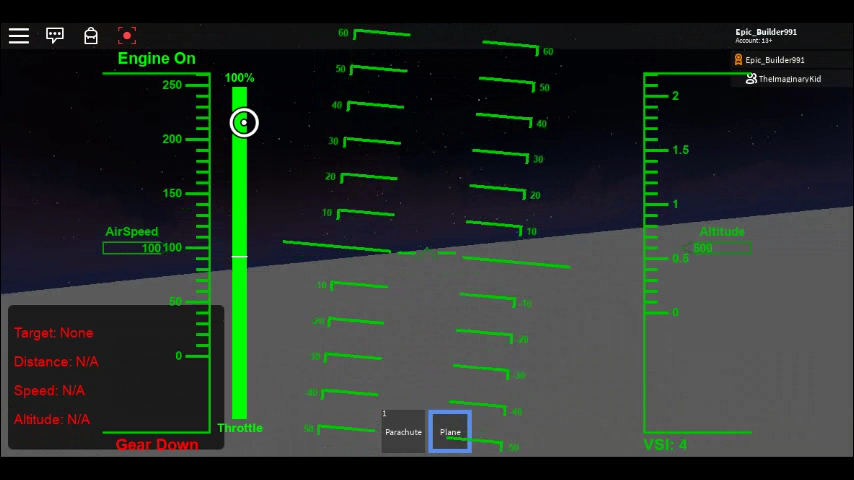 Epic_Builder991
Account: 13+
Epic_Builder991
TheImaginaryKid
Engine On
100%
250
200
150
AirSpeed
100
100
50
0
60
50
40
30
20
10
-10
-20
-40
50
60
50
40
30
20
10
-10
-20
-30
-40
-50
2
1.5
1
Altitude
500
0.5
0
Target: None
Distance: N/A
Speed: N/A
Altitude: N/A
Throttle
Gear Down
1
Parachute
Plane
VSI: 4